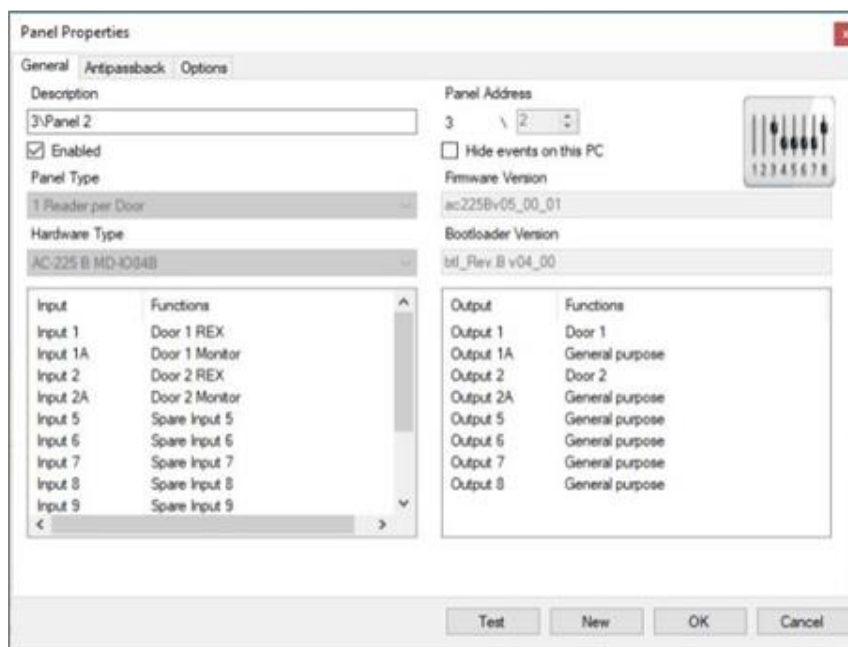 Panel Properties
General Antipassback Options
Description
3\Panel 2
Enabled
Panel Type
1 Reader per Door
Hardware Type
AC-225 B MD-IO84B
Panel Address
3 \ 2
Hide events on this PC
12345678
Firmware Version
ac225Bv05_00_01
Bootloader Version
btl_Rev.B v04_00
Input Functions
Input 1 Door 1 REX
Input 1A Door 1 Monitor
Input 2 Door 2 REX
Input 2A Door 2 Monitor
Input 5 Spare Input 5
Input 6 Spare Input 6
Input 7 Spare Input 7
Input 8 Spare Input 8
Input 9 Spare Input 9
Output Functions
Output 1 Door 1
Output 1A General purpose
Output 2 Door 2
Output 2A General purpose
Output 5 General purpose
Output 6 General purpose
Output 7 General purpose
Output 8 General purpose
Test New OK Cancel